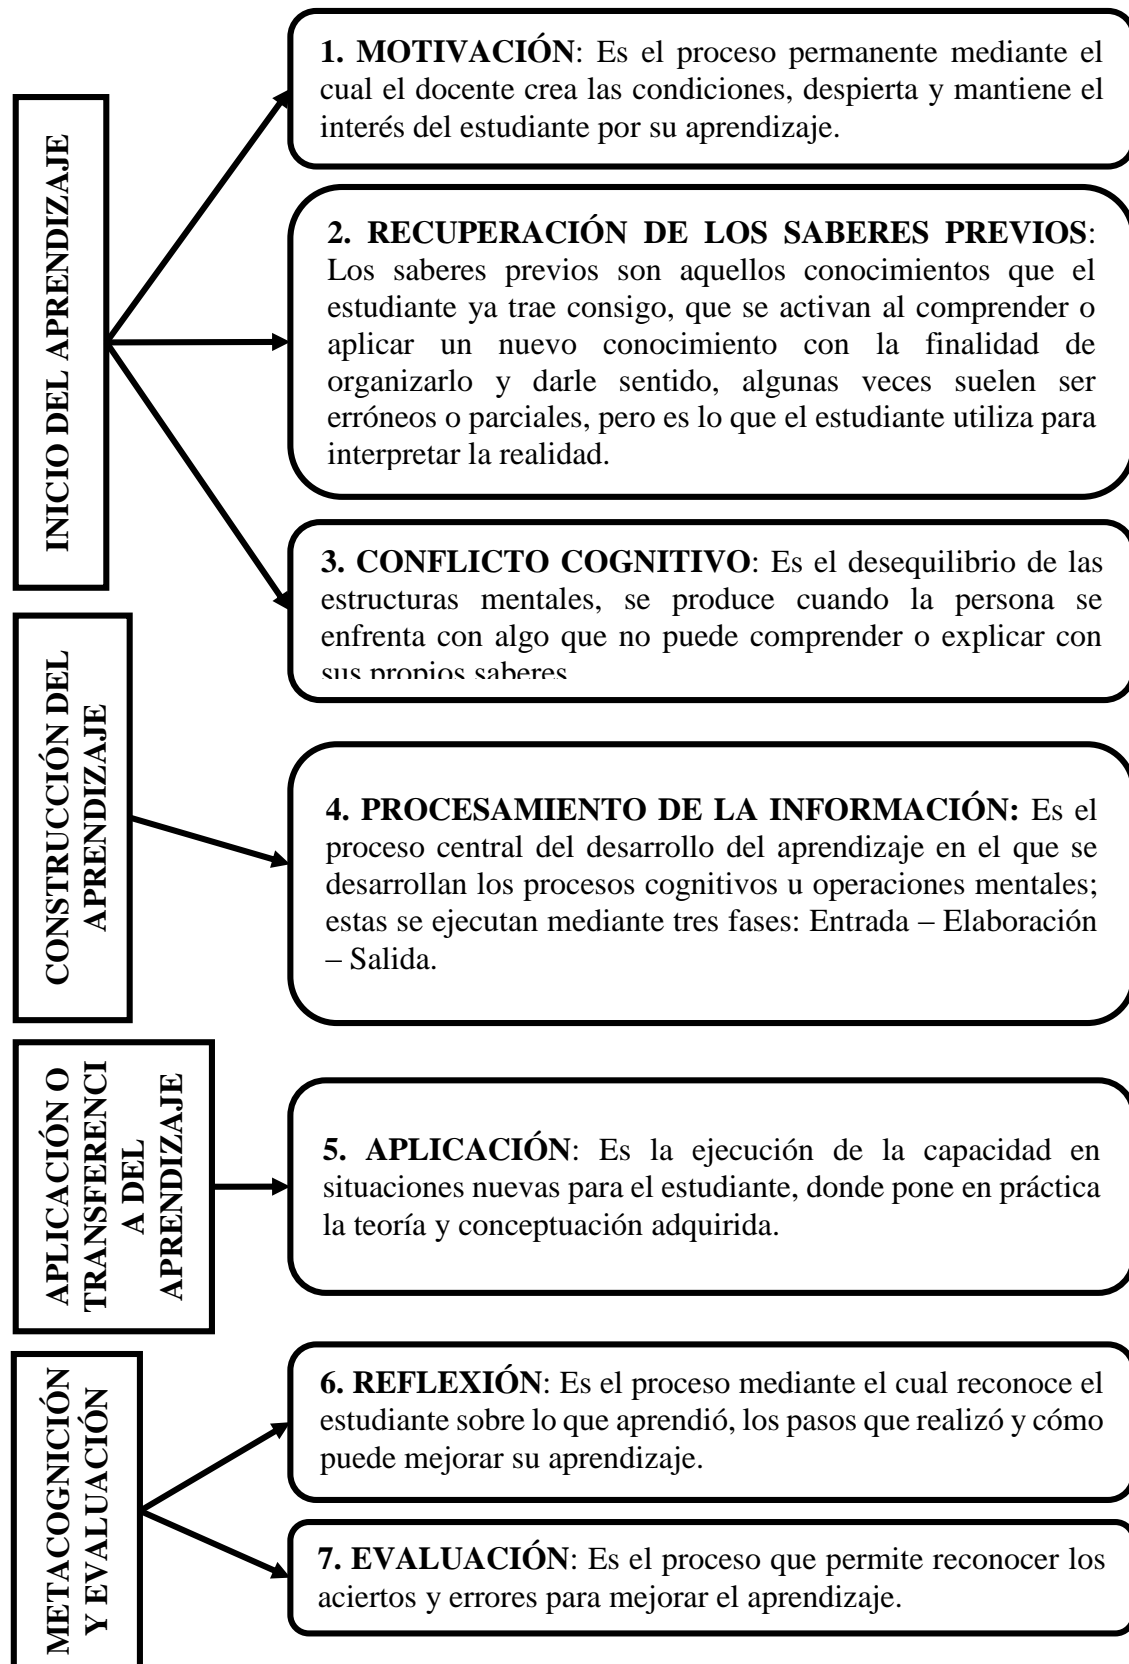 INICIO DEL APRENDIZAJE
1. MOTIVACIÓN: Es el proceso permanente mediante el
cual el docente crea las condiciones, despierta y mantiene el
interés del estudiante por su aprendizaje.
2. RECUPERACIÓN DE LOS SABERES PREVIOS:
Los saberes previos son aquellos conocimientos que el
estudiante ya trae consigo, que se activan al comprender o
aplicar un nuevo conocimiento con la finalidad de
organizarlo y darle sentido, algunas veces suelen ser
erróneos o parciales, pero es lo que el estudiante utiliza para
interpretar la realidad.
3. CONFLICTO COGNITIVO: Es el desequilibrio de las
estructuras mentales, se produce cuando la persona se
enfrenta con algo que no puede comprender o explicar con
sus propios saberes
CONSTRUCCIÓN DEL
APRENDIZAJE
4. PROCESAMIENTO DE LA INFORMACIÓN: Es el
proceso central del desarrollo del aprendizaje en el que se
desarrollan los procesos cognitivos u operaciones mentales;
estas se ejecutan mediante tres fases: Entrada – Elaboración
– Salida.
APLICACIÓN O
TRANSFERENCI
A DEL
APRENDIZAJE
5. APLICACIÓN: Es la ejecución de la capacidad en
situaciones nuevas para el estudiante, donde pone en práctica
la teoría y conceptuación adquirida.
METACOGNICIÓN
Y EVALUACIÓN
6. REFLEXIÓN: Es el proceso mediante el cual reconoce el
estudiante sobre lo que aprendió, los pasos que realizó y cómo
puede mejorar su aprendizaje.
7. EVALUACIÓN: Es el proceso que permite reconocer los
aciertos y errores para mejorar el aprendizaje.